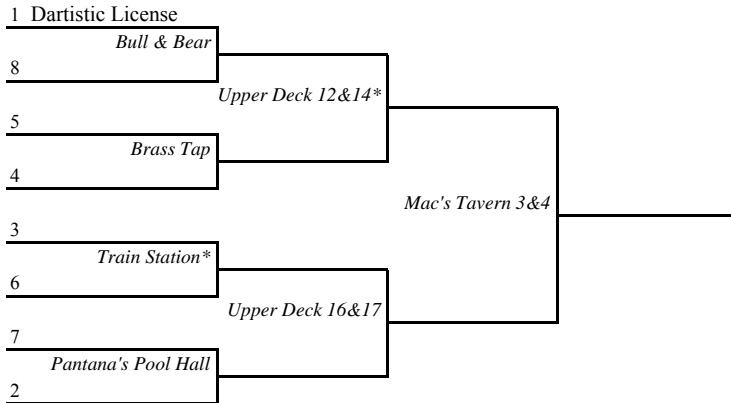 1 Dartistic License
Bull & Bear
8
Upper Deck 12&14*
5
Brass Tap
4
Mac's Tavern 3&4
3
Train Station*
6
Upper Deck 16&17
7
Pantana's Pool Hall
2